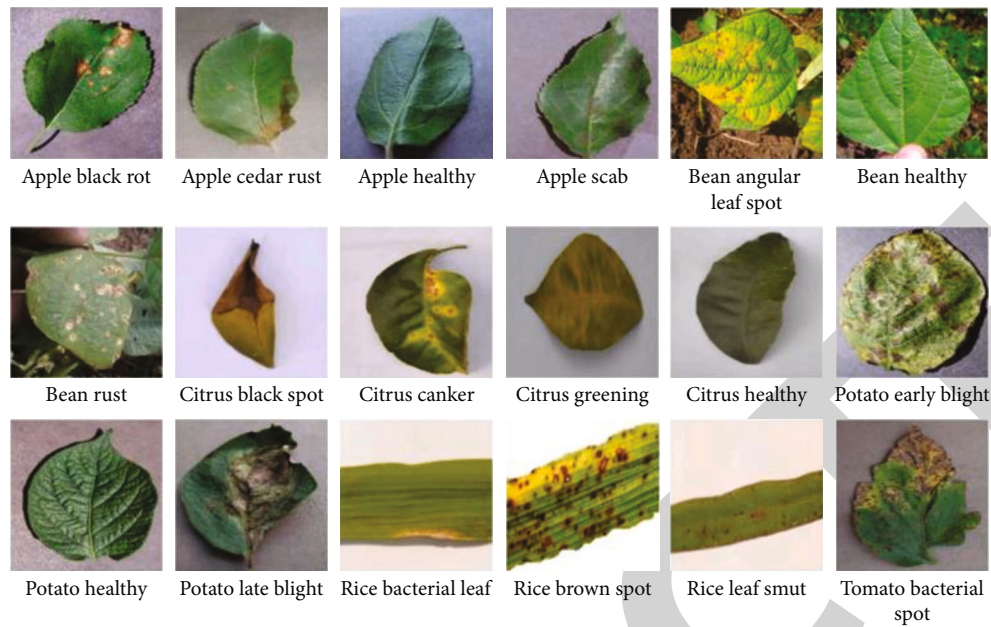 Apple black rot
Apple cedar rust
Apple healthy
Apple scab
Bean angular
leaf spot
Bean healthy
Bean rust
Citrus black spot
Citrus canker
Citrus greening
Citrus healthy
Potato early blight
Potato healthy
Potato late blight
Rice bacterial leaf
Rice brown spot
Rice leaf smut
Tomato bacterial
spot